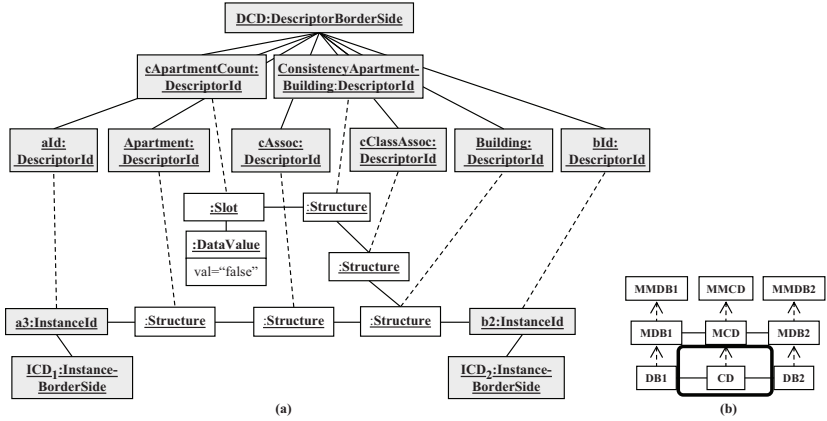 DCD:DescriptorBorderSide
cApartmentCount:
DescriptorId
ConsistencyApartment-
Building:DescriptorId
aId:
DescriptorId
Apartment:
DescriptorId
cAssoc:
DescriptorId
cClassAssoc:
DescriptorId
Building:
DescriptorId
bId:
DescriptorId
:Slot
:Structure
:DataValue
val="false"
:Structure
a3:InstanceId
:Structure
:Structure
:Structure
b2:InstanceId
ICD1:Instance-
BorderSide
ICD2:Instance-
BorderSide
(a)
MMDB1
MMCD
MMDB2
MDB1
MCD
MDB2
DB1
CD
DB2
(b)